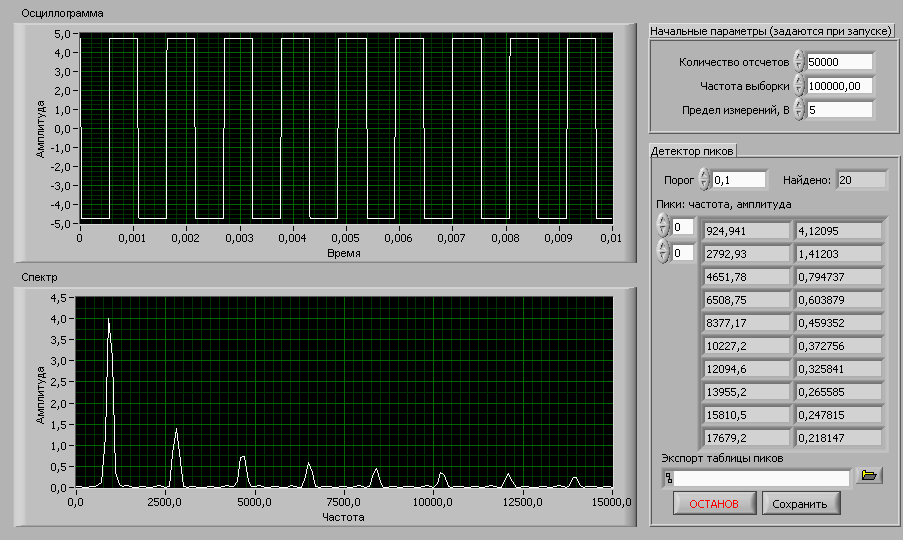 Осциллограмма
5,0
4,0
3,0
2,0
1,0
0,0
-1,0
-2,0
-3,0
-4,0
-5,0
Амплитуда
0 0,001 0,002 0,003 0,004 0,005 0,006 0,007 0,008 0,009 0,01
Время
Спектр
4,5
4,0
3,5
3,0
2,5
2,0
1,5
1,0
0,5
0,0
Амплитуда
0,0 2500,0 5000,0 7500,0 10000,0 12500,0 15000,0
Частота
Начальные параметры (задаются при запуске)
Количество отсчетов 50000
Частота выборки 100000,00
Предел измерений, В 5
Детектор пиков
Порог 0,1 Найдено: 20
Пики: частота, амплитуда
0
0
924,941 4,12095
2792,93 1,41203
4651,78 0,794737
6508,75 0,603879
8377,17 0,459352
10227,2 0,372756
12094,6 0,325841
13955,2 0,265585
15810,5 0,247815
17679,2 0,218147
Экспорт таблицы пиков
ОСТАНОВ Сохранить